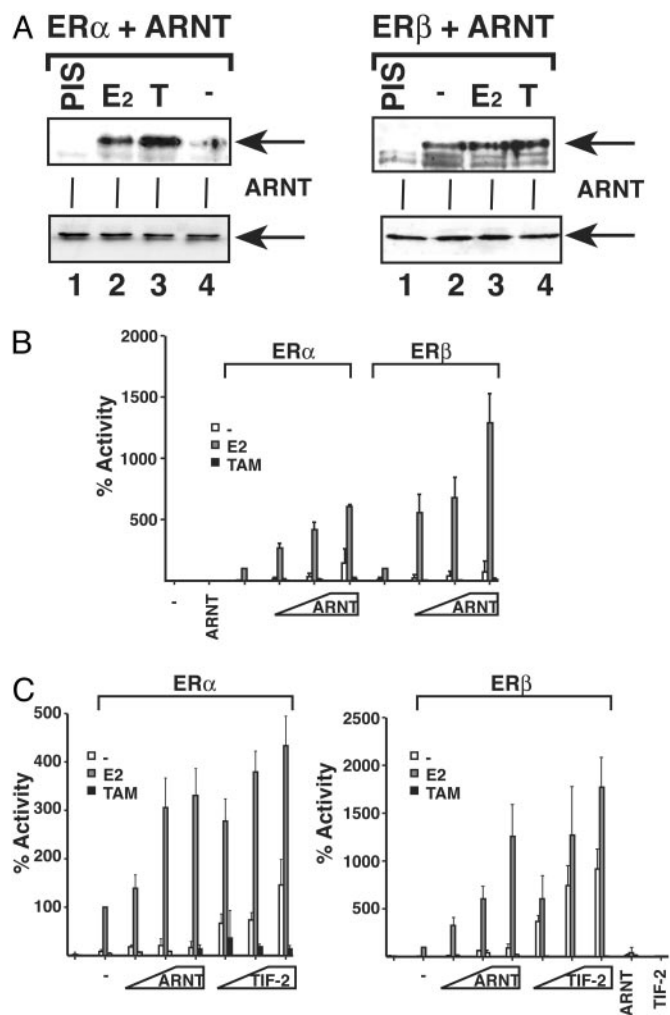 A
ERα + ARNT
PIS E2 T -
ARNT
1 2 3 4
ERβ + ARNT
PIS - E2 T
1 2 3 4
B
2000
1500
1000
500
% Activity
ERα ERβ
-
E2
TAM
- ARNT ARNT ARNT
C
ERα
500
400
300
200
100
% Activity
-
E2
TAM
- ARNT TIF-2
ERβ
2500
2000
1500
1000
500
% Activity
-
E2
TAM
- ARNT TIF-2 ARNT TIF-2